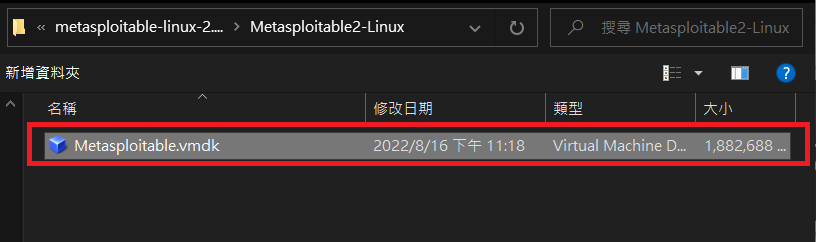 « metasploitable-linux-2.... › Metasploitable2-Linux 搜尋 Metasploitable2-Linux
新增資料夾
名稱 修改日期 類型 大小
Metasploitable.vmdk 2022/8/16 下午 11:18 Virtual Machine D... 1,882,688 ...